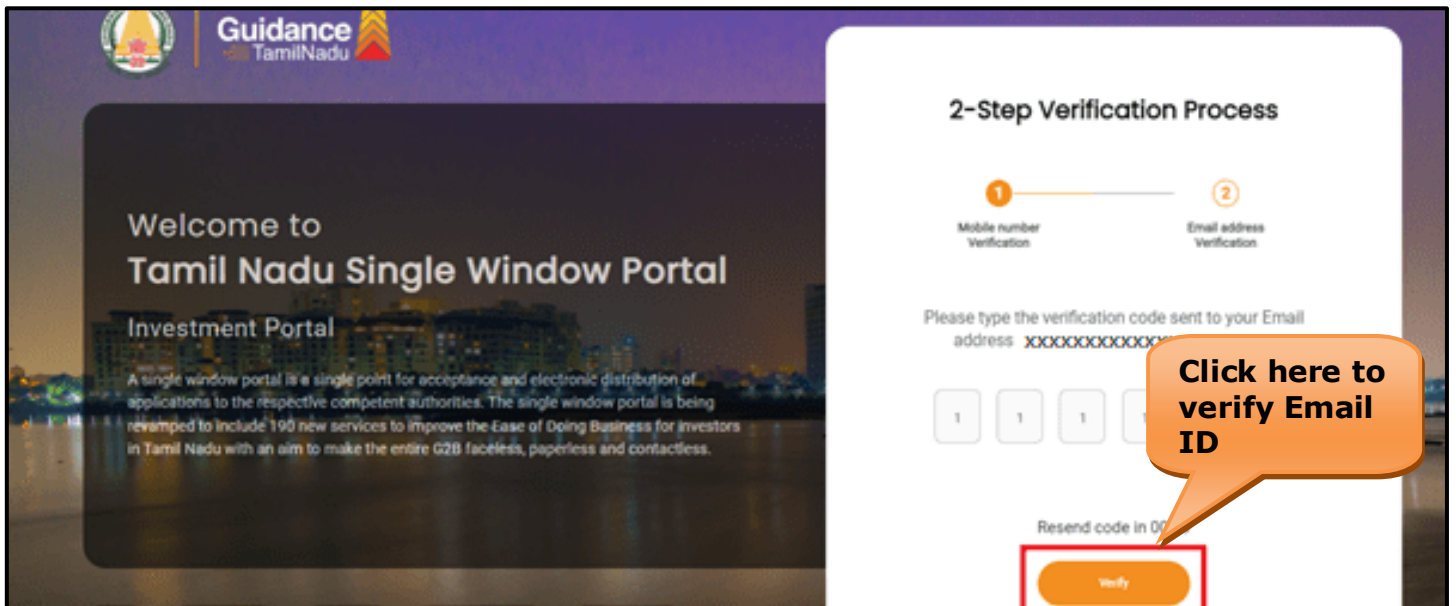 Guidance
TamilNadu
Welcome to
Tamil Nadu Single Window Portal
Investment Portal
A single window portal is a single point for acceptance and electronic distribution of
applications to the respective competent authorities. The single window portal is being
revamped to include 190 new services to improve the Ease of Doing Business for investors
in Tamil Nadu with an aim to make the entire G2B faceless, paperless and contactless.
2-Step Verification Process
1
2
Mobile number
Verification
Email address
Verification
Please type the verification code sent to your Email
address XXXXXXXXXXXXX
1 1 1 1
Click here to
verify Email
ID
Resend code in 00
Verify